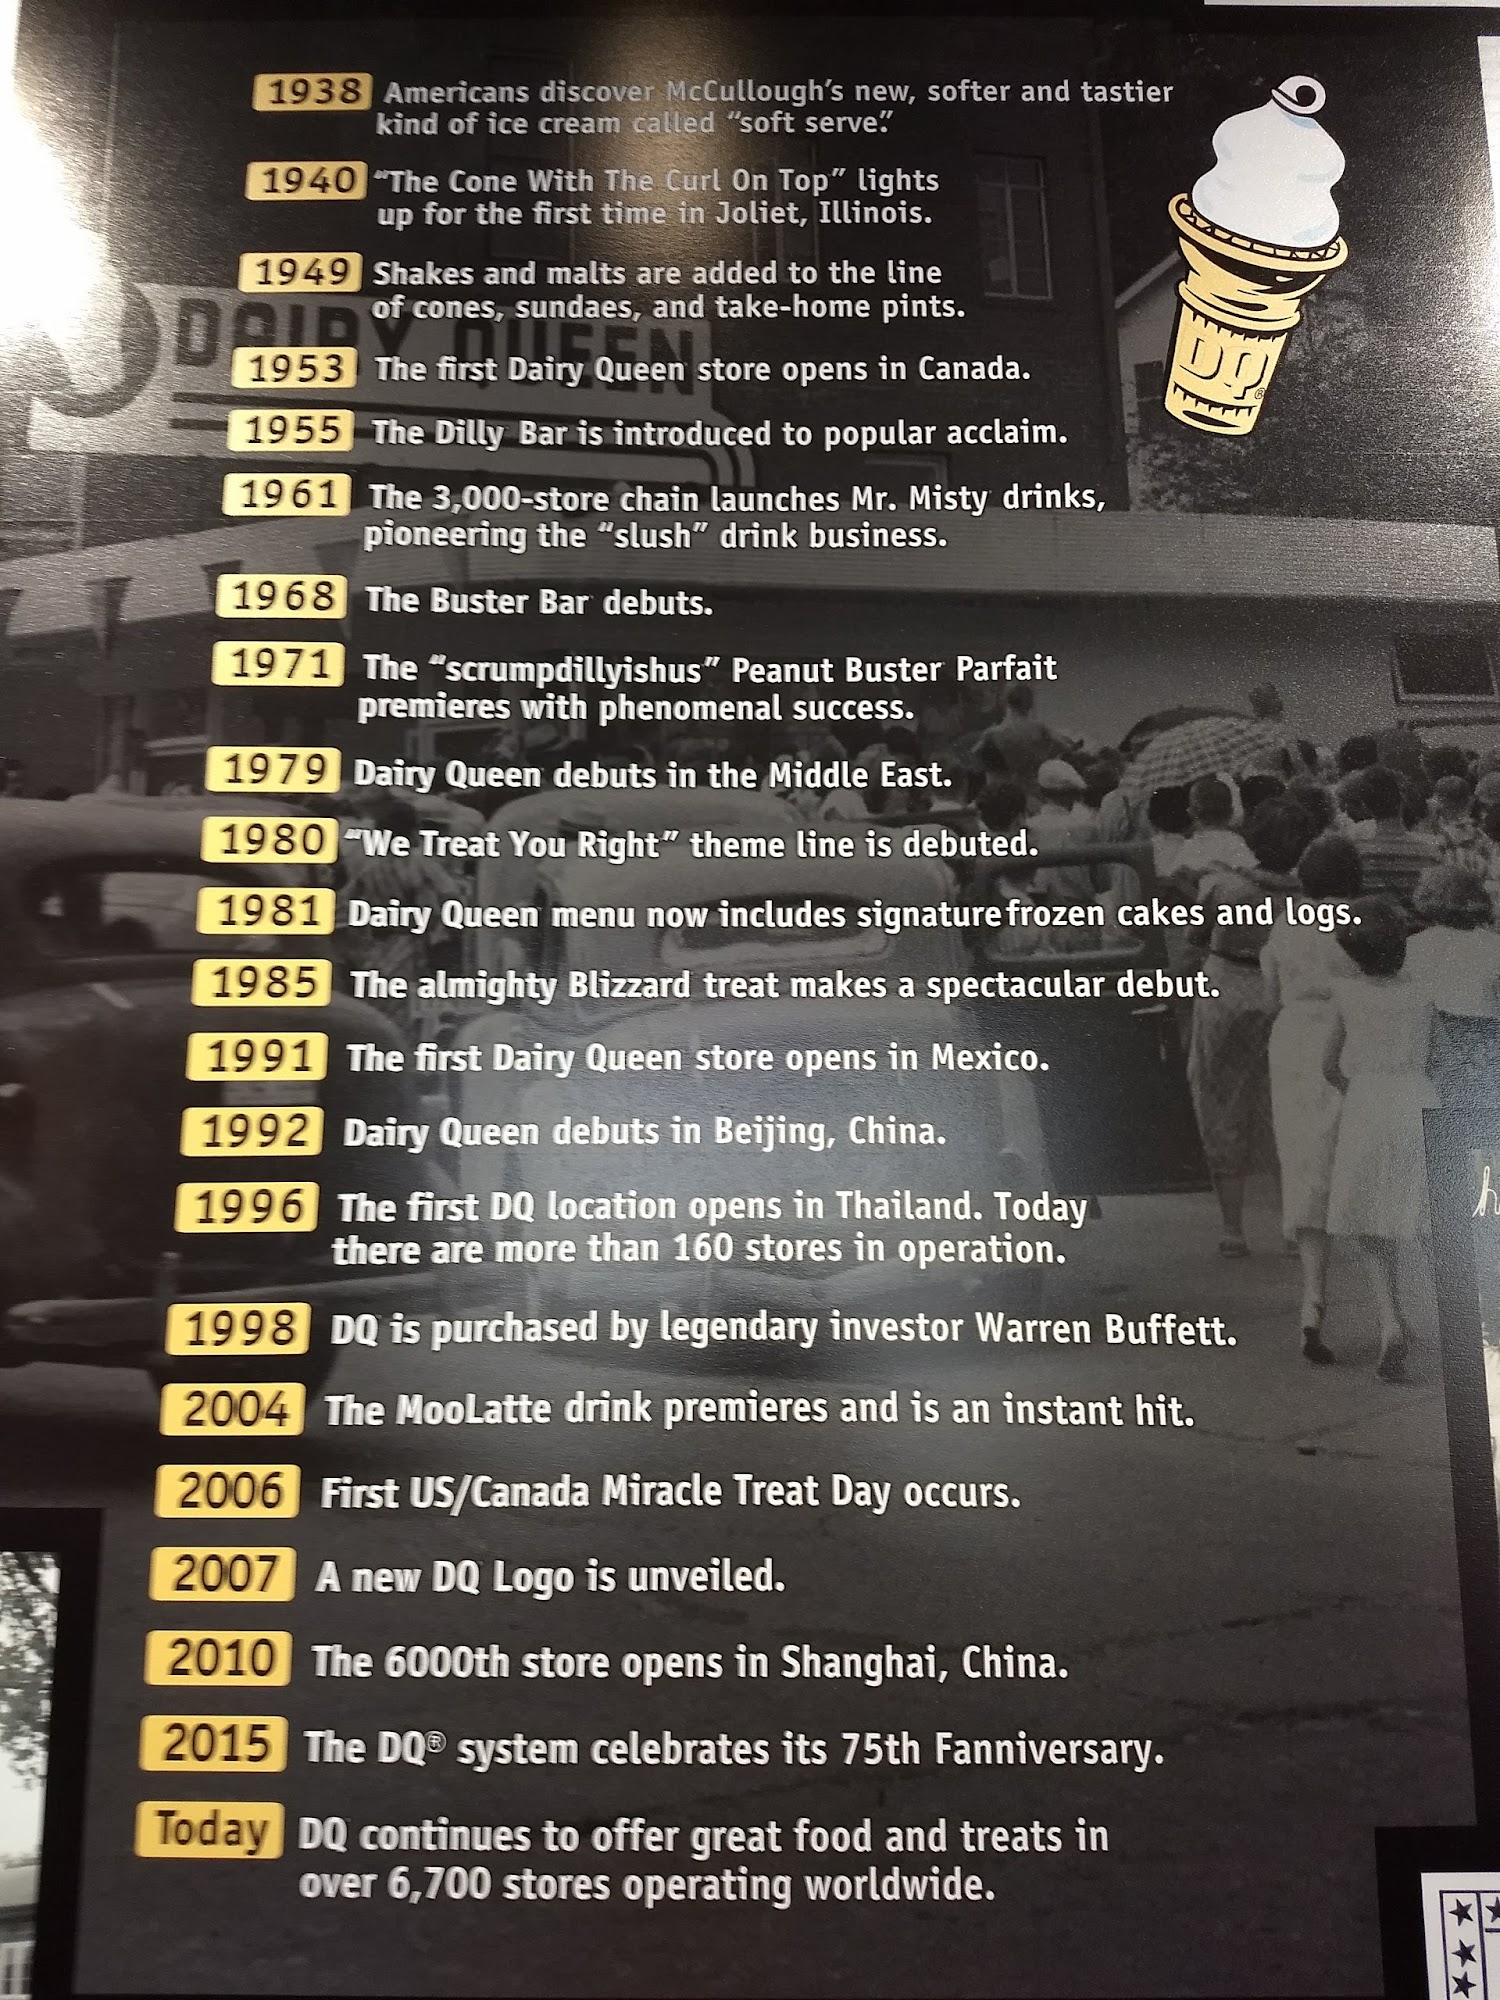 1938 Americans discover McCullough's new, softer and tastier
kind of ice cream called "soft serve."
1940 "The Cone With The Curl On Top" lights
up for the first time in Joliet, Illinois.
1949 Shakes and malts are added to the line
of cones, sundaes, and take-home pints.
DAIRY QUEEN
DQ®
1953 The first Dairy Queen store opens in Canada.
1955 The Dilly Bar is introduced to popular acclaim.
1961 The 3,000-store chain launches Mr. Misty drinks,
pioneering the "slush" drink business.
1968 The Buster Bar debuts.
1971 The "scrumpdillyishus" Peanut Buster Parfait
premieres with phenomenal success.
1979 Dairy Queen debuts in the Middle East.
1980 "We Treat You Right" theme line is debuted.
1981 Dairy Queen menu now includes signature frozen cakes and logs.
1985 The almighty Blizzard treat makes a spectacular debut.
1991 The first Dairy Queen store opens in Mexico.
1992 Dairy Queen debuts in Beijing, China.
1996 The first DQ location opens in Thailand. Today
there are more than 160 stores in operation.
1998 DQ is purchased by legendary investor Warren Buffett.
2004 The MooLatte drink premieres and is an instant hit.
2006 First US/Canada Miracle Treat Day occurs.
2007 A new DQ Logo is unveiled.
2010 The 6000th store opens in Shanghai, China.
2015 The DQ® system celebrates its 75th Fanniversary.
Today DQ continues to offer great food and treats in
over 6,700 stores operating worldwide.